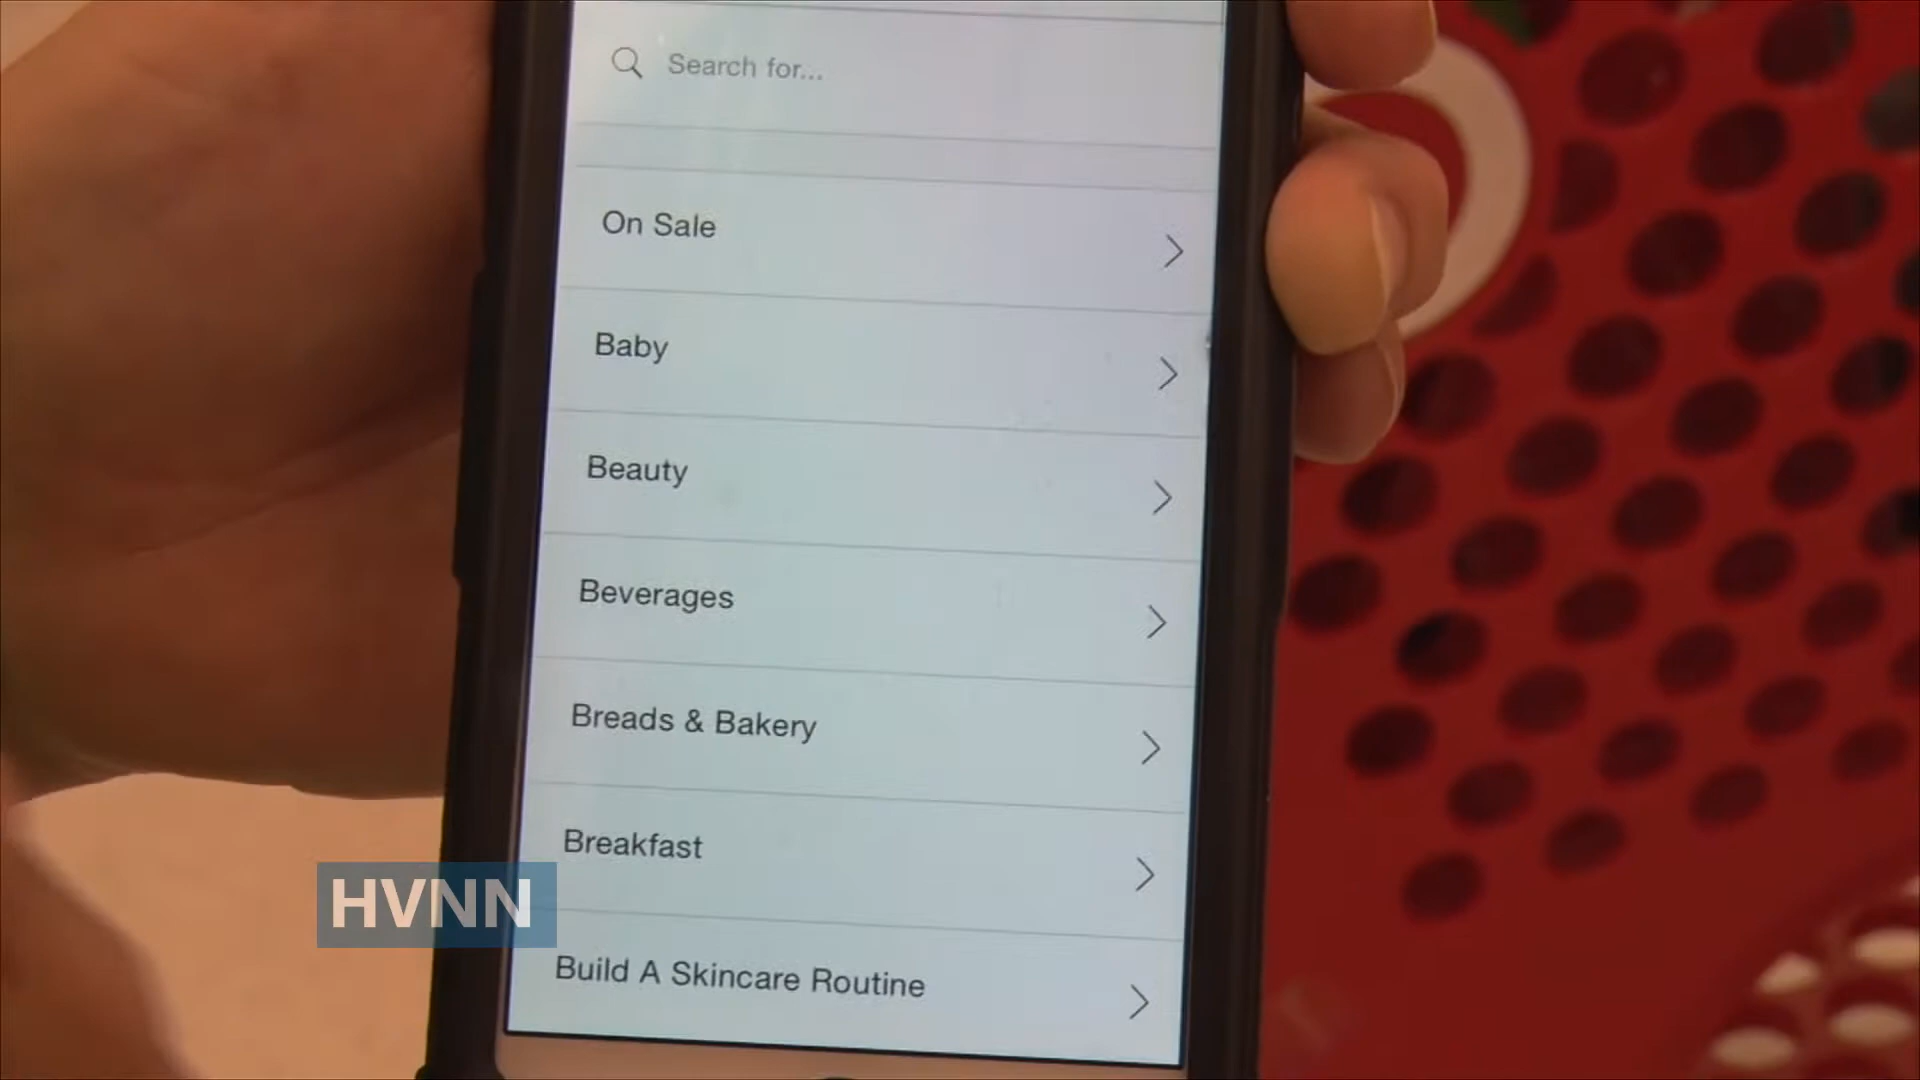 Search for...
On Sale
Baby
Beauty
Beverages
Breads & Bakery
Breakfast
HVNN
Build A Skincare Routine